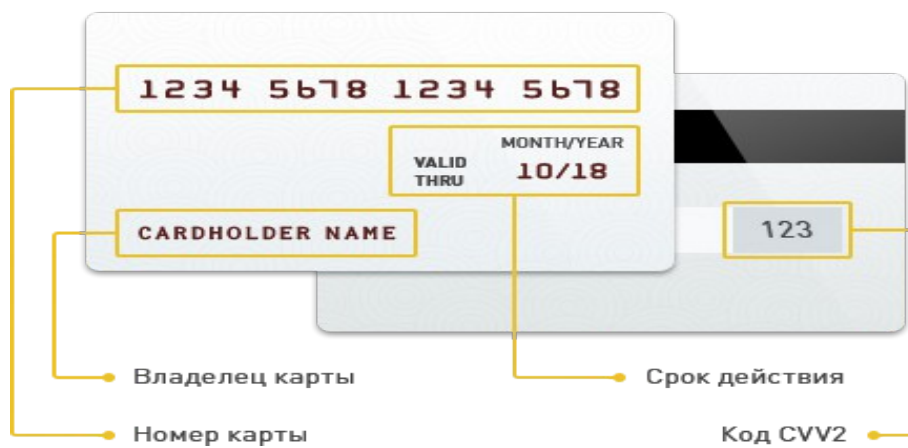 1234 5678 1234 5678
MONTH/YEAR
VALID THRU 10/18
CARDHOLDER NAME
123
Владелец карты
Срок действия
Номер карты
Код CVV2